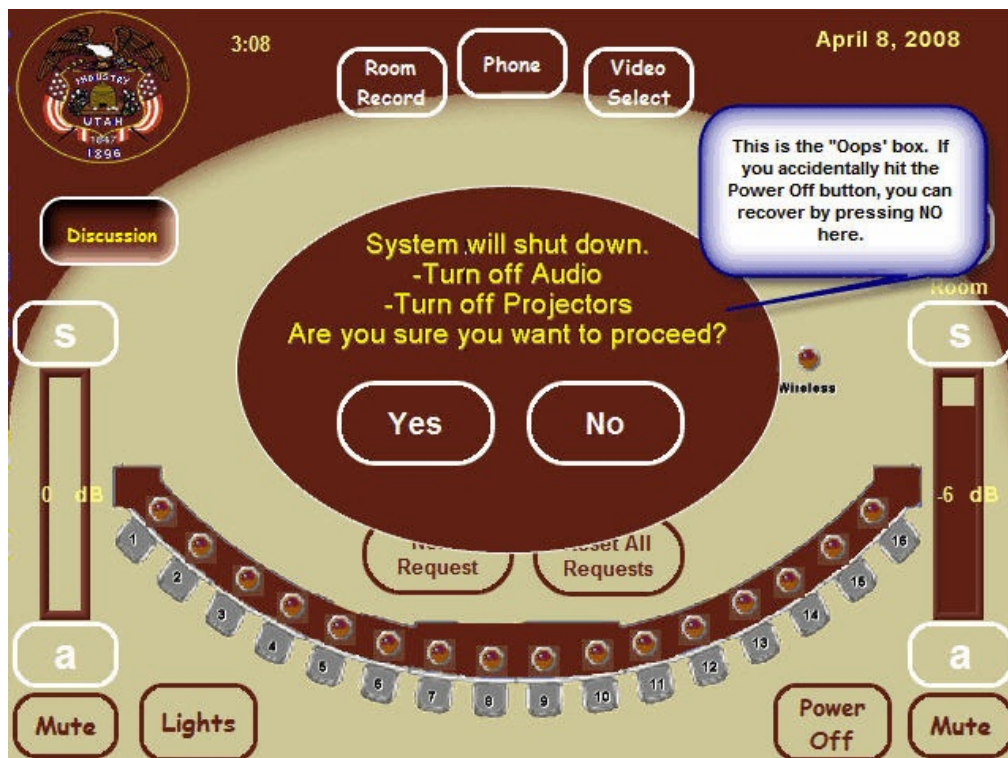 3:08
April 8, 2008
INDUSTRY
UTAH
1847
1896
Room
Record
Phone
Video
Select
This is the "Oops' box. If
you accidentally hit the
Power Off button, you can
recover by pressing NO
here.
Discussion
System will shut down.
-Turn off Audio
-Turn off Projectors
Are you sure you want to proceed?
Room
s
s
Wireless
Yes
No
0 dB
-6 dB
Request
Reset All
Requests
1
2
3
4
5
6
7
8
9
10
11
12
13
14
15
16
a
a
Mute
Lights
Power
Off
Mute